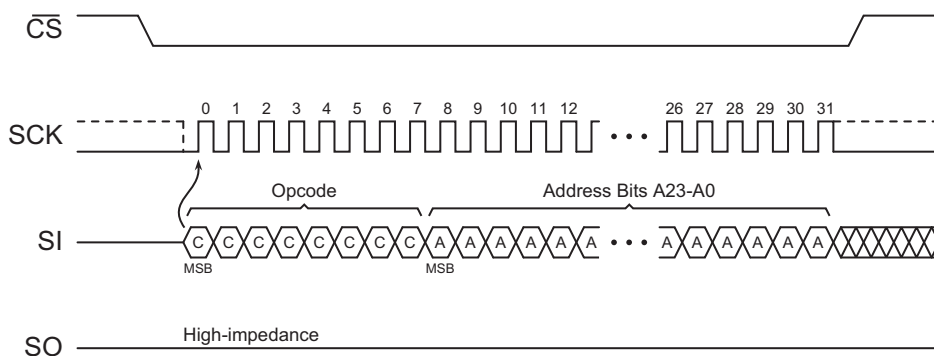 CS
0 1 2 3 4 5 6 7 8 9 10 11 12 26 27 28 29 30 31
SCK
Opcode Address Bits A23-A0
SI C C C C C C C C A A A A A A A A A A A A
MSB MSB
High-impedance
SO